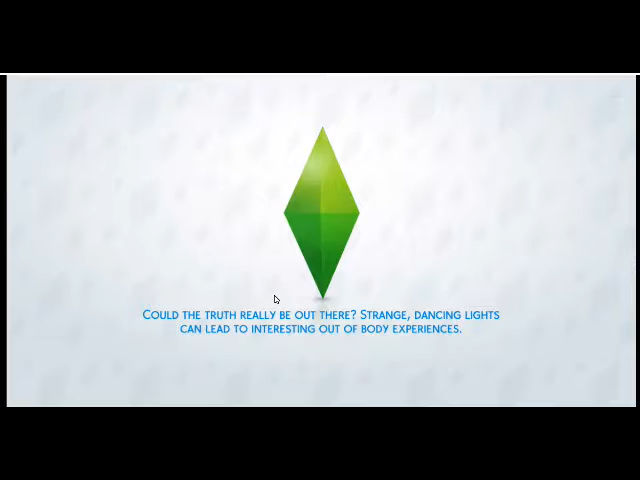 Could the truth really be out there? Strange, dancing lights
can lead to interesting out of body experiences.